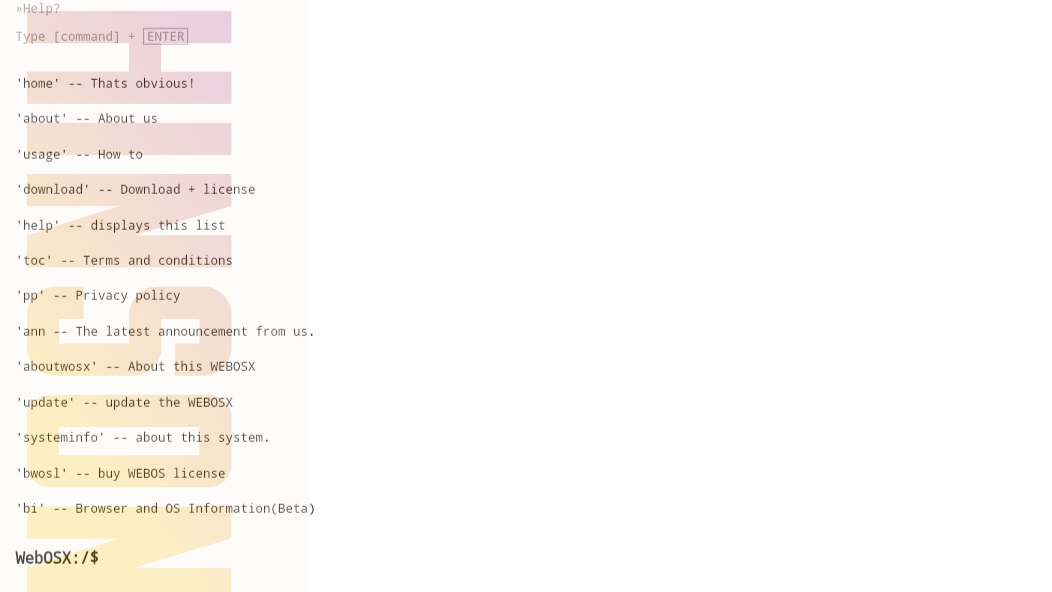 »Help?
Type [command] + ENTER
'home' -- Thats obvious!
'about' -- About us
'usage' -- How to
'download' -- Download + license
'help' -- displays this list
'toc' -- Terms and conditions
'pp' -- Privacy policy
'ann -- The latest announcement from us.
'aboutwosx' -- About this WEBOSX
'update' -- update the WEBOSX
'systeminfo' -- about this system.
'bwosl' -- buy WEBOS license
'bi' -- Browser and OS Information(Beta)
WebOSX:/$